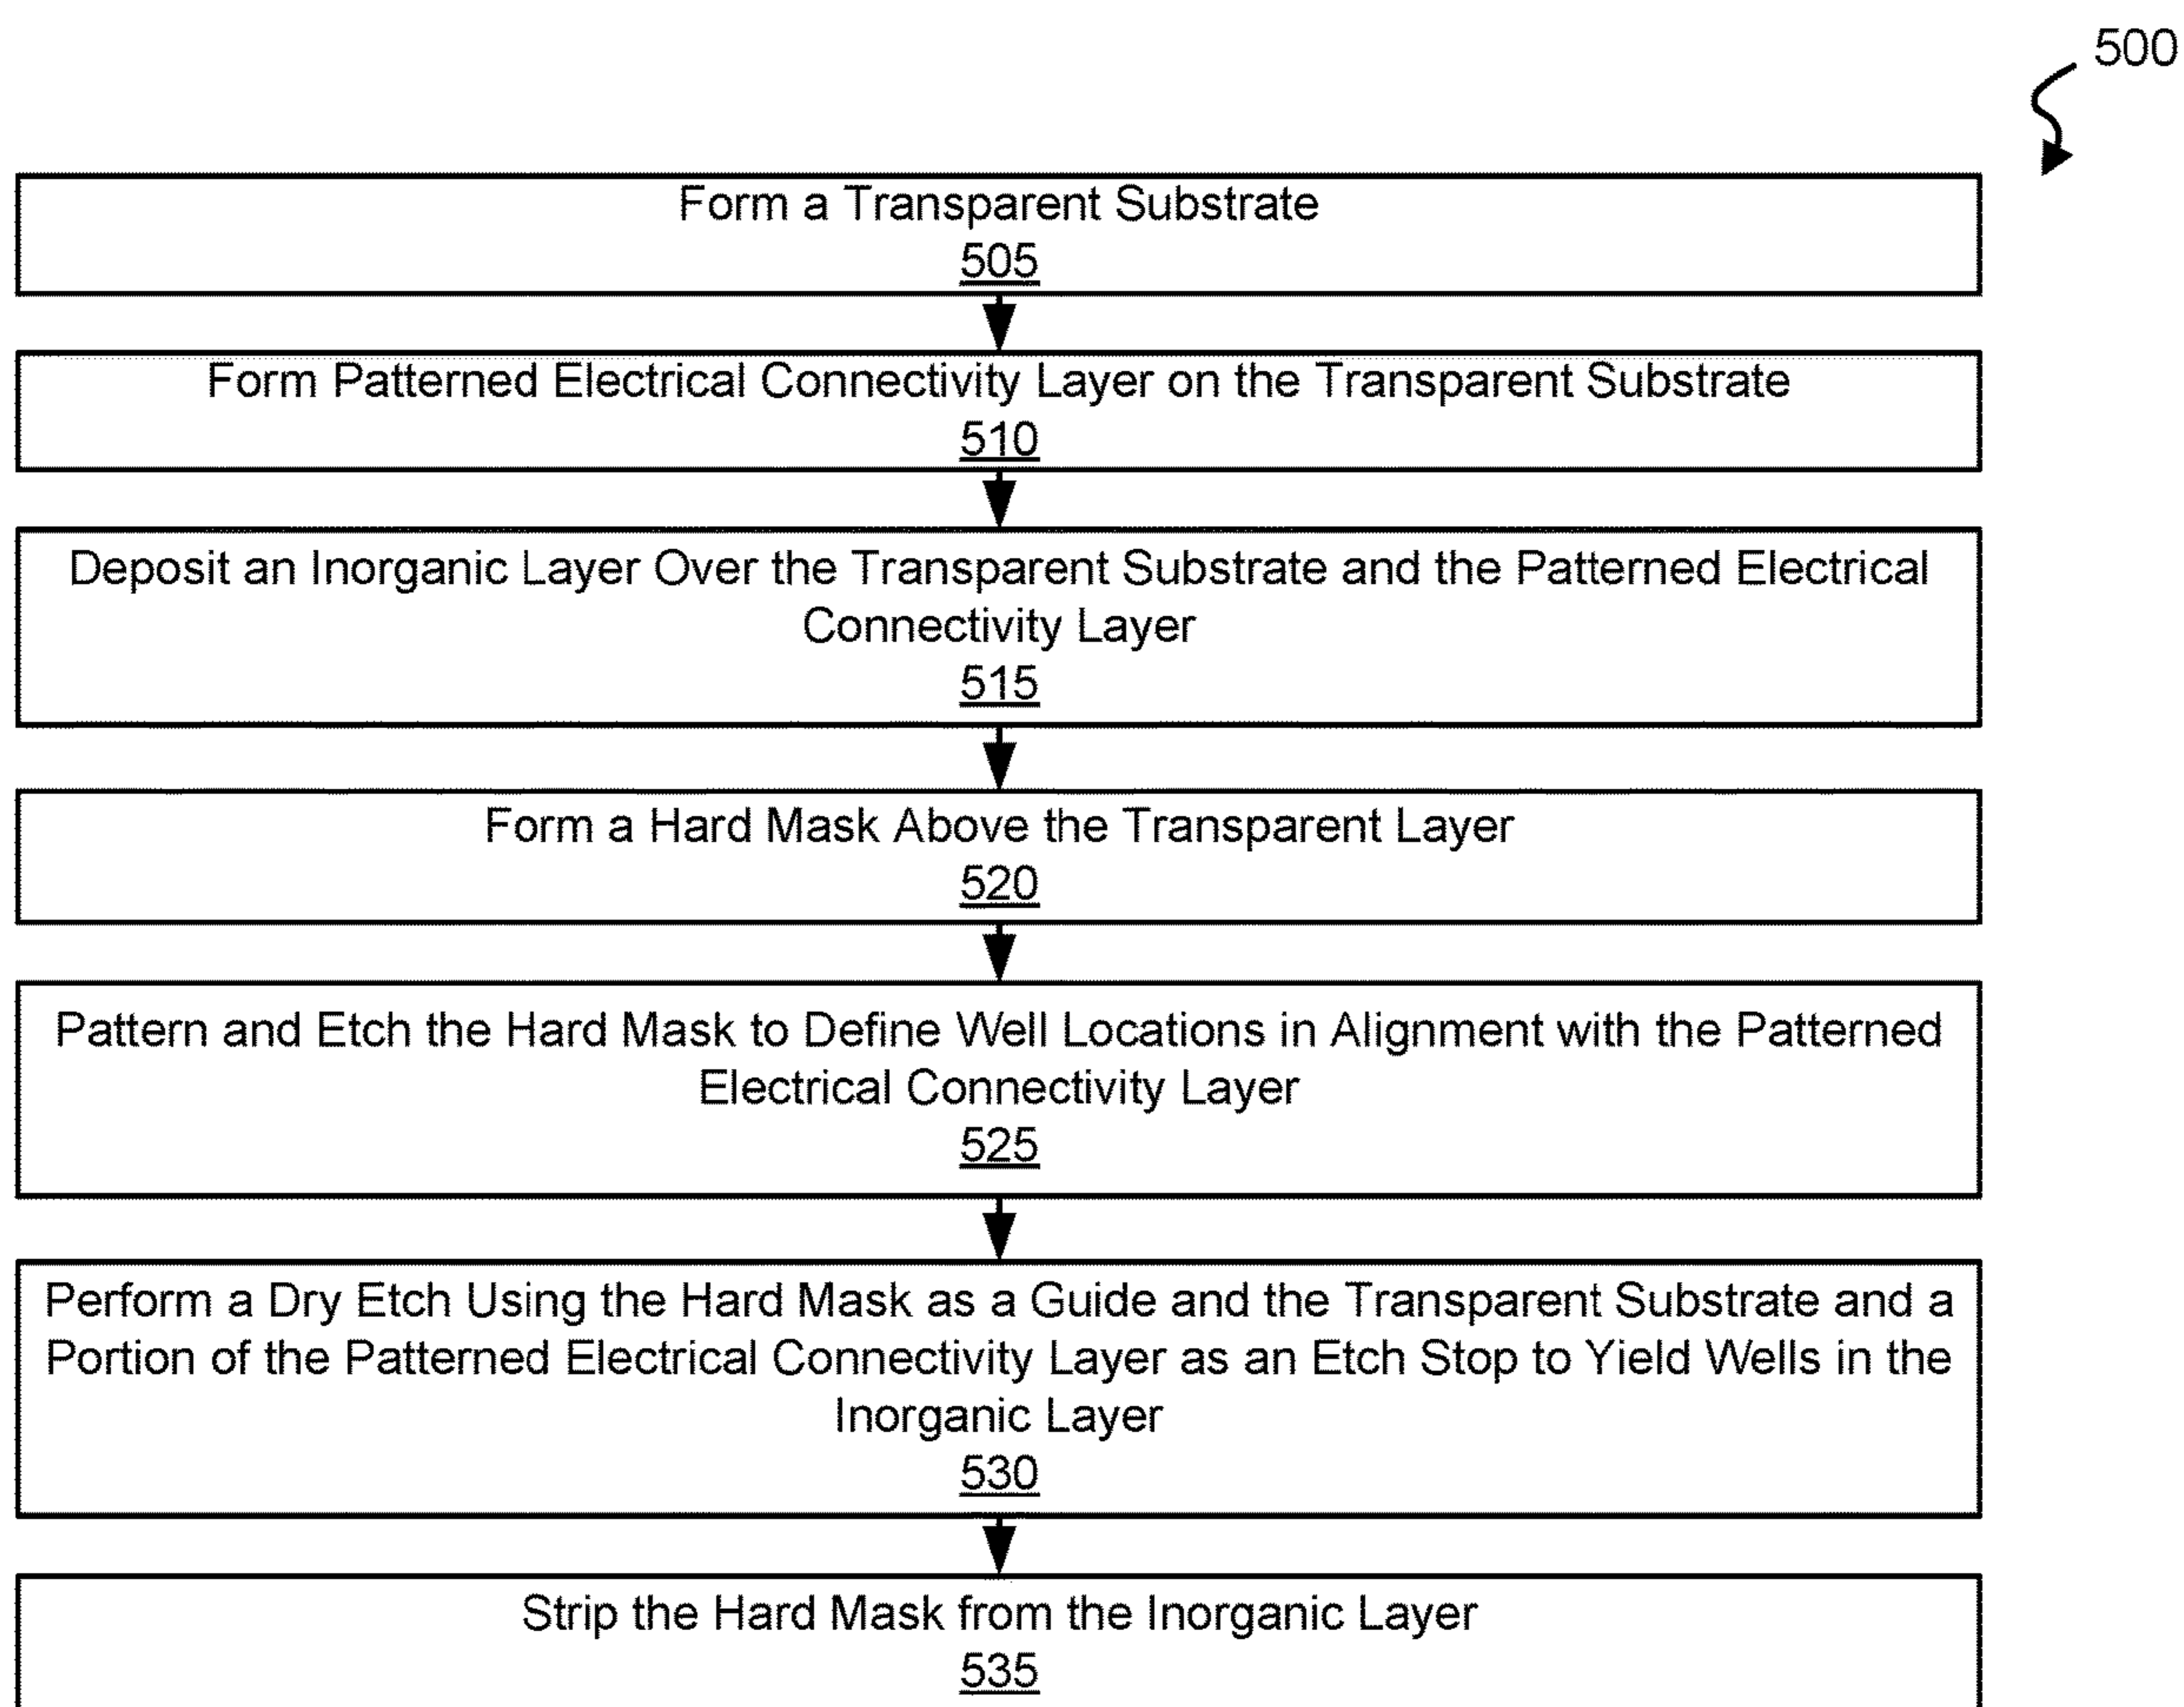 500
Form a Transparent Substrate
505
Form Patterned Electrical Connectivity Layer on the Transparent Substrate
510
Deposit an Inorganic Layer Over the Transparent Substrate and the Patterned Electrical
Connectivity Layer
515
Form a Hard Mask Above the Transparent Layer
520
Pattern and Etch the Hard Mask to Define Well Locations in Alignment with the Patterned
Electrical Connectivity Layer
525
Perform a Dry Etch Using the Hard Mask as a Guide and the Transparent Substrate and a
Portion of the Patterned Electrical Connectivity Layer as an Etch Stop to Yield Wells in the
Inorganic Layer
530
Strip the Hard Mask from the Inorganic Layer
535